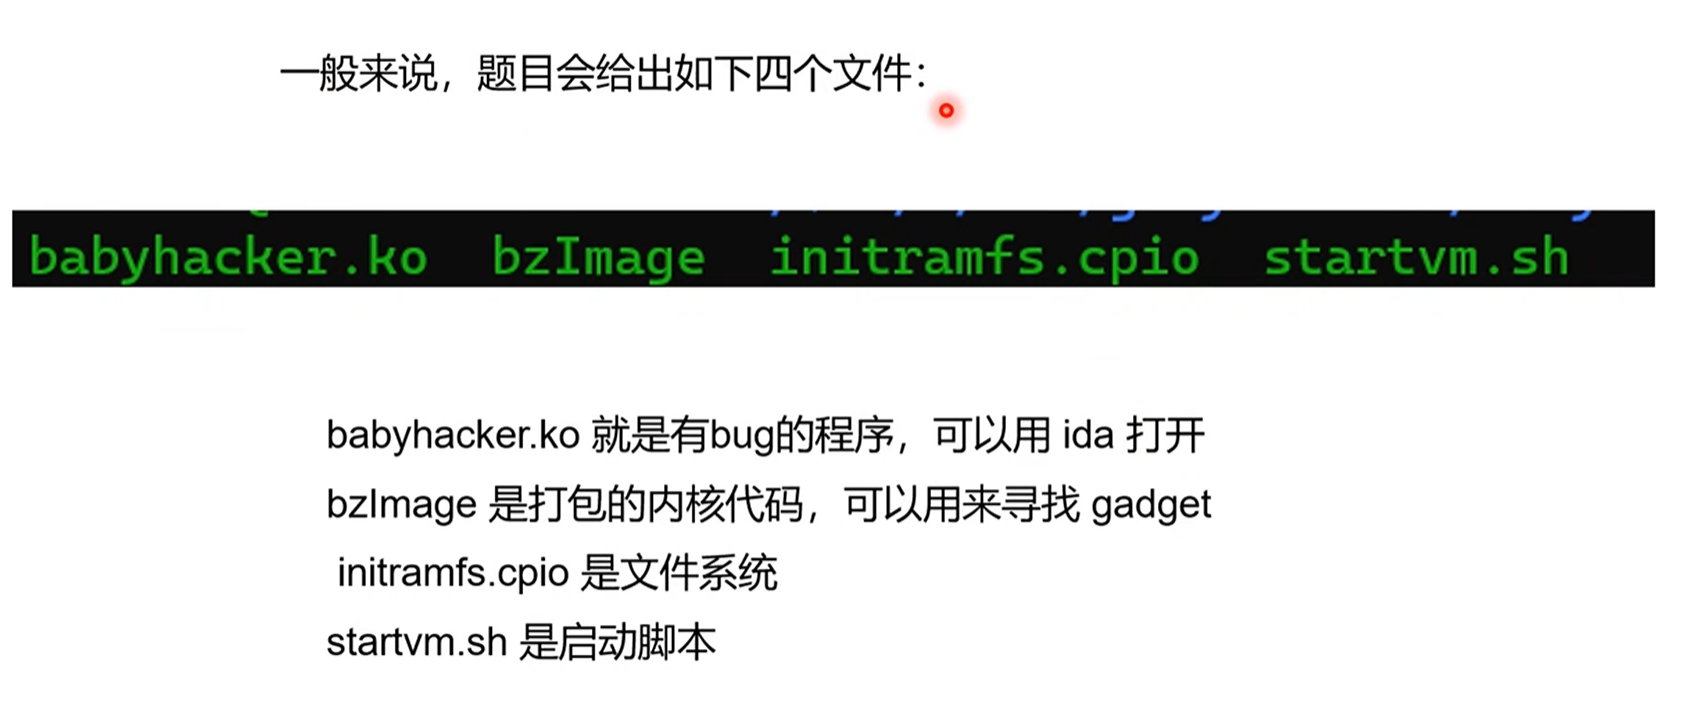 一般来说，题目会给出如下四个文件：
babyhacker.ko bzImage initramfs.cpio startvm.sh
babyhacker.ko 就是有bug的程序，可以用 ida 打开
bzImage 是打包的内核代码，可以用来寻找 gadget
initramfs.cpio 是文件系统
startvm.sh 是启动脚本